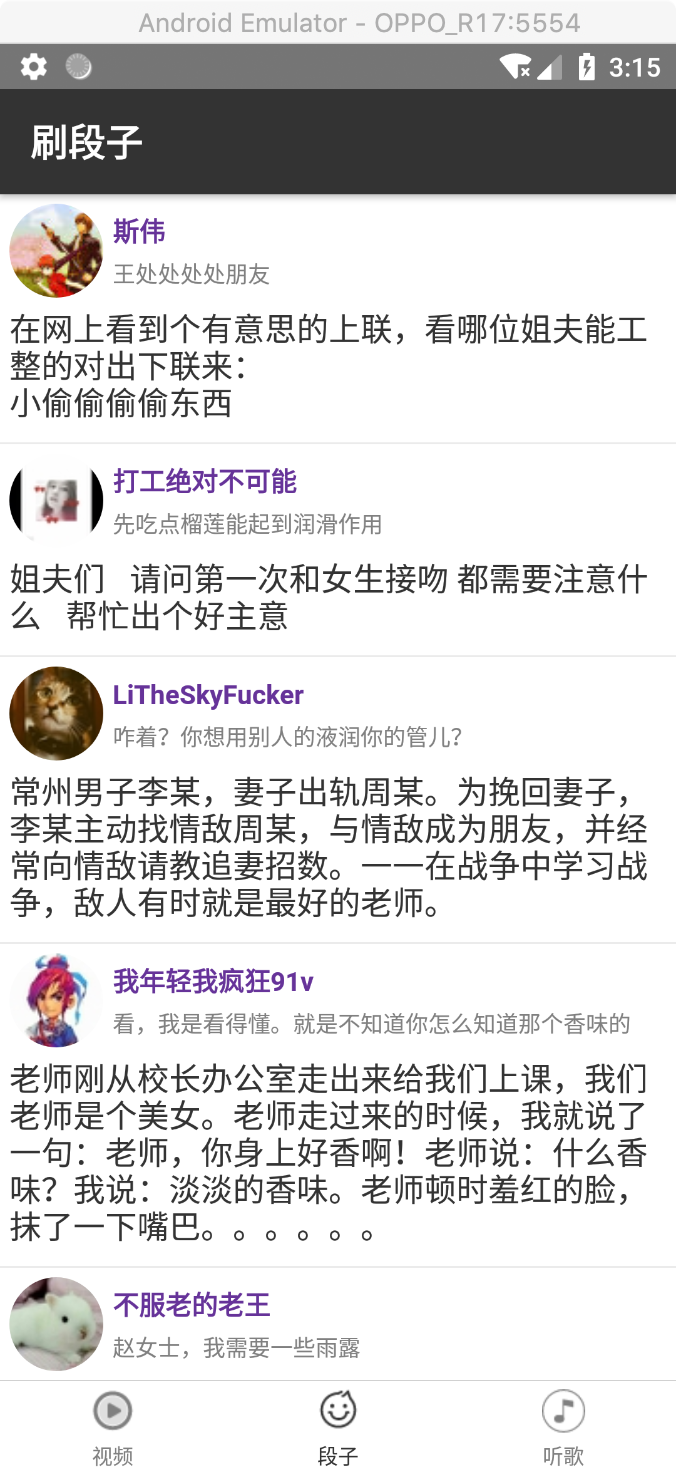 Android Emulator - OPPO_R17:5554
3:15
刷段子
斯伟
王处处处处朋友
在网上看到个有意思的上联，看哪位姐夫能工
整的对出下联来：
小偷偷偷偷东西
打工绝对不可能
先吃点榴莲能起到润滑作用
姐夫们   请问第一次和女生接吻 都需要注意什
么   帮忙出个好主意
LiTheSkyFucker
咋着？你想用别人的液润你的管儿？
常州男子李某，妻子出轨周某。为挽回妻子，
李某主动找情敌周某，与情敌成为朋友，并经
常向情敌请教追妻招数。一一在战争中学习战
争，敌人有时就是最好的老师。
我年轻我疯狂91v
看，我是看得懂。就是不知道你怎么知道那个香味的
老师刚从校长办公室走出来给我们上课，我们
老师是个美女。老师走过来的时候，我就说了
一句：老师，你身上好香啊！老师说：什么香
味？我说：淡淡的香味。老师顿时羞红的脸，
抹了一下嘴巴。。。。。。
不服老的老王
赵女士，我需要一些雨露
视频
段子
听歌